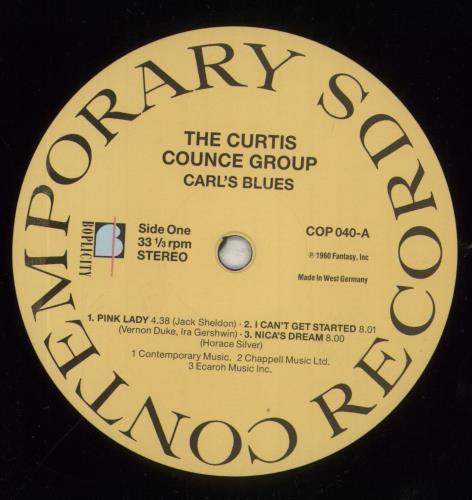 CONTEMPORARY RECORDS
THE CURTIS
COUNCE GROUP
CARL'S BLUES
BOPLICITY
B
Side One
33 ⅓ rpm
STEREO
COP 040-A
℗ 1960 Fantasy, Inc
Made in West Germany
1. PINK LADY 4.38 (Jack Sheldon) · 2. I CAN'T GET STARTED 8.01
(Vernon Duke, Ira Gershwin) · 3. NICA'S DREAM 8.00
(Horace Silver)
1 Contemporary Music. 2 Chappell Music Ltd.
3 Ecaroh Music Inc.